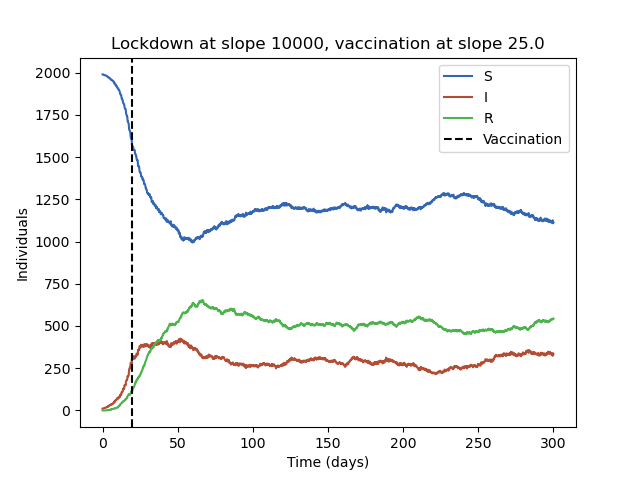 Lockdown at slope 10000, vaccination at slope 25.0
S
I
R
Vaccination
2000
1750
1500
1250
1000
750
500
250
0
Individuals
0 50 100 150 200 250 300
Time (days)